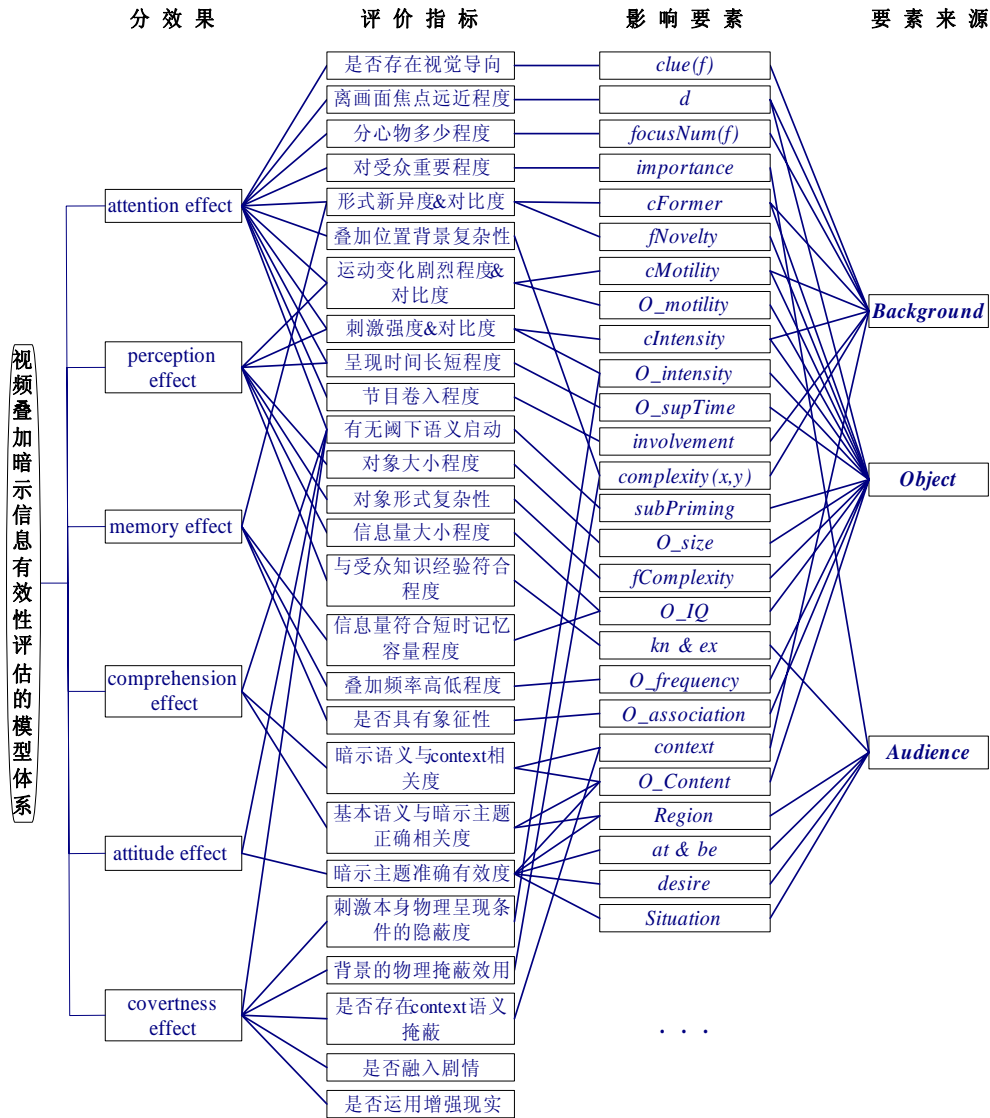 分 效 果
评 价 指 标
影 响 要 素
要 素 来 源
视频叠加暗示信息有效性评估的模型体系
attention effect
perception
effect
memory effect
comprehension
effect
attitude effect
covertness
effect
是否存在视觉导向
离画面焦点远近程度
分心物多少程度
对受众重要程度
形式新异度&对比度
叠加位置背景复杂性
运动变化剧烈程度&
对比度
刺激强度&对比度
呈现时间长短程度
节目卷入程度
有无阈下语义启动
对象大小程度
对象形式复杂性
信息量大小程度
与受众知识经验符合
程度
信息量符合短时记忆
容量程度
叠加频率高低程度
是否具有象征性
暗示语义与context相
关度
基本语义与暗示主题
正确相关度
暗示主题准确有效度
刺激本身物理呈现条
件的隐蔽度
背景的物理掩蔽效用
是否存在context语义
掩蔽
是否融入剧情
是否运用增强现实
clue(f)
d
focusNum(f)
importance
cFormer
fNovelty
cMotility
O_motility
cIntensity
O_intensity
O_supTime
involvement
complexity(x,y)
subPriming
O_size
fComplexity
O_IQ
kn & ex
O_frequency
O_association
context
O_Content
Region
at & be
desire
Situation
. . .
Background
Object
Audience